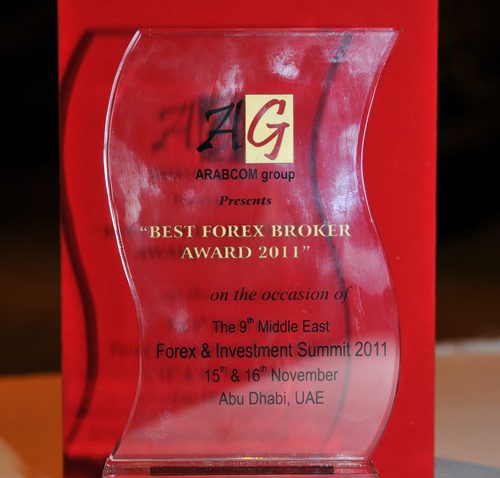 AG
ARABCOM group
Presents
“BEST FOREX BROKER
AWARD 2011”
on the occasion of
The 9th Middle East
Forex & Investment Summit 2011
15th & 16th November
Abu Dhabi, UAE